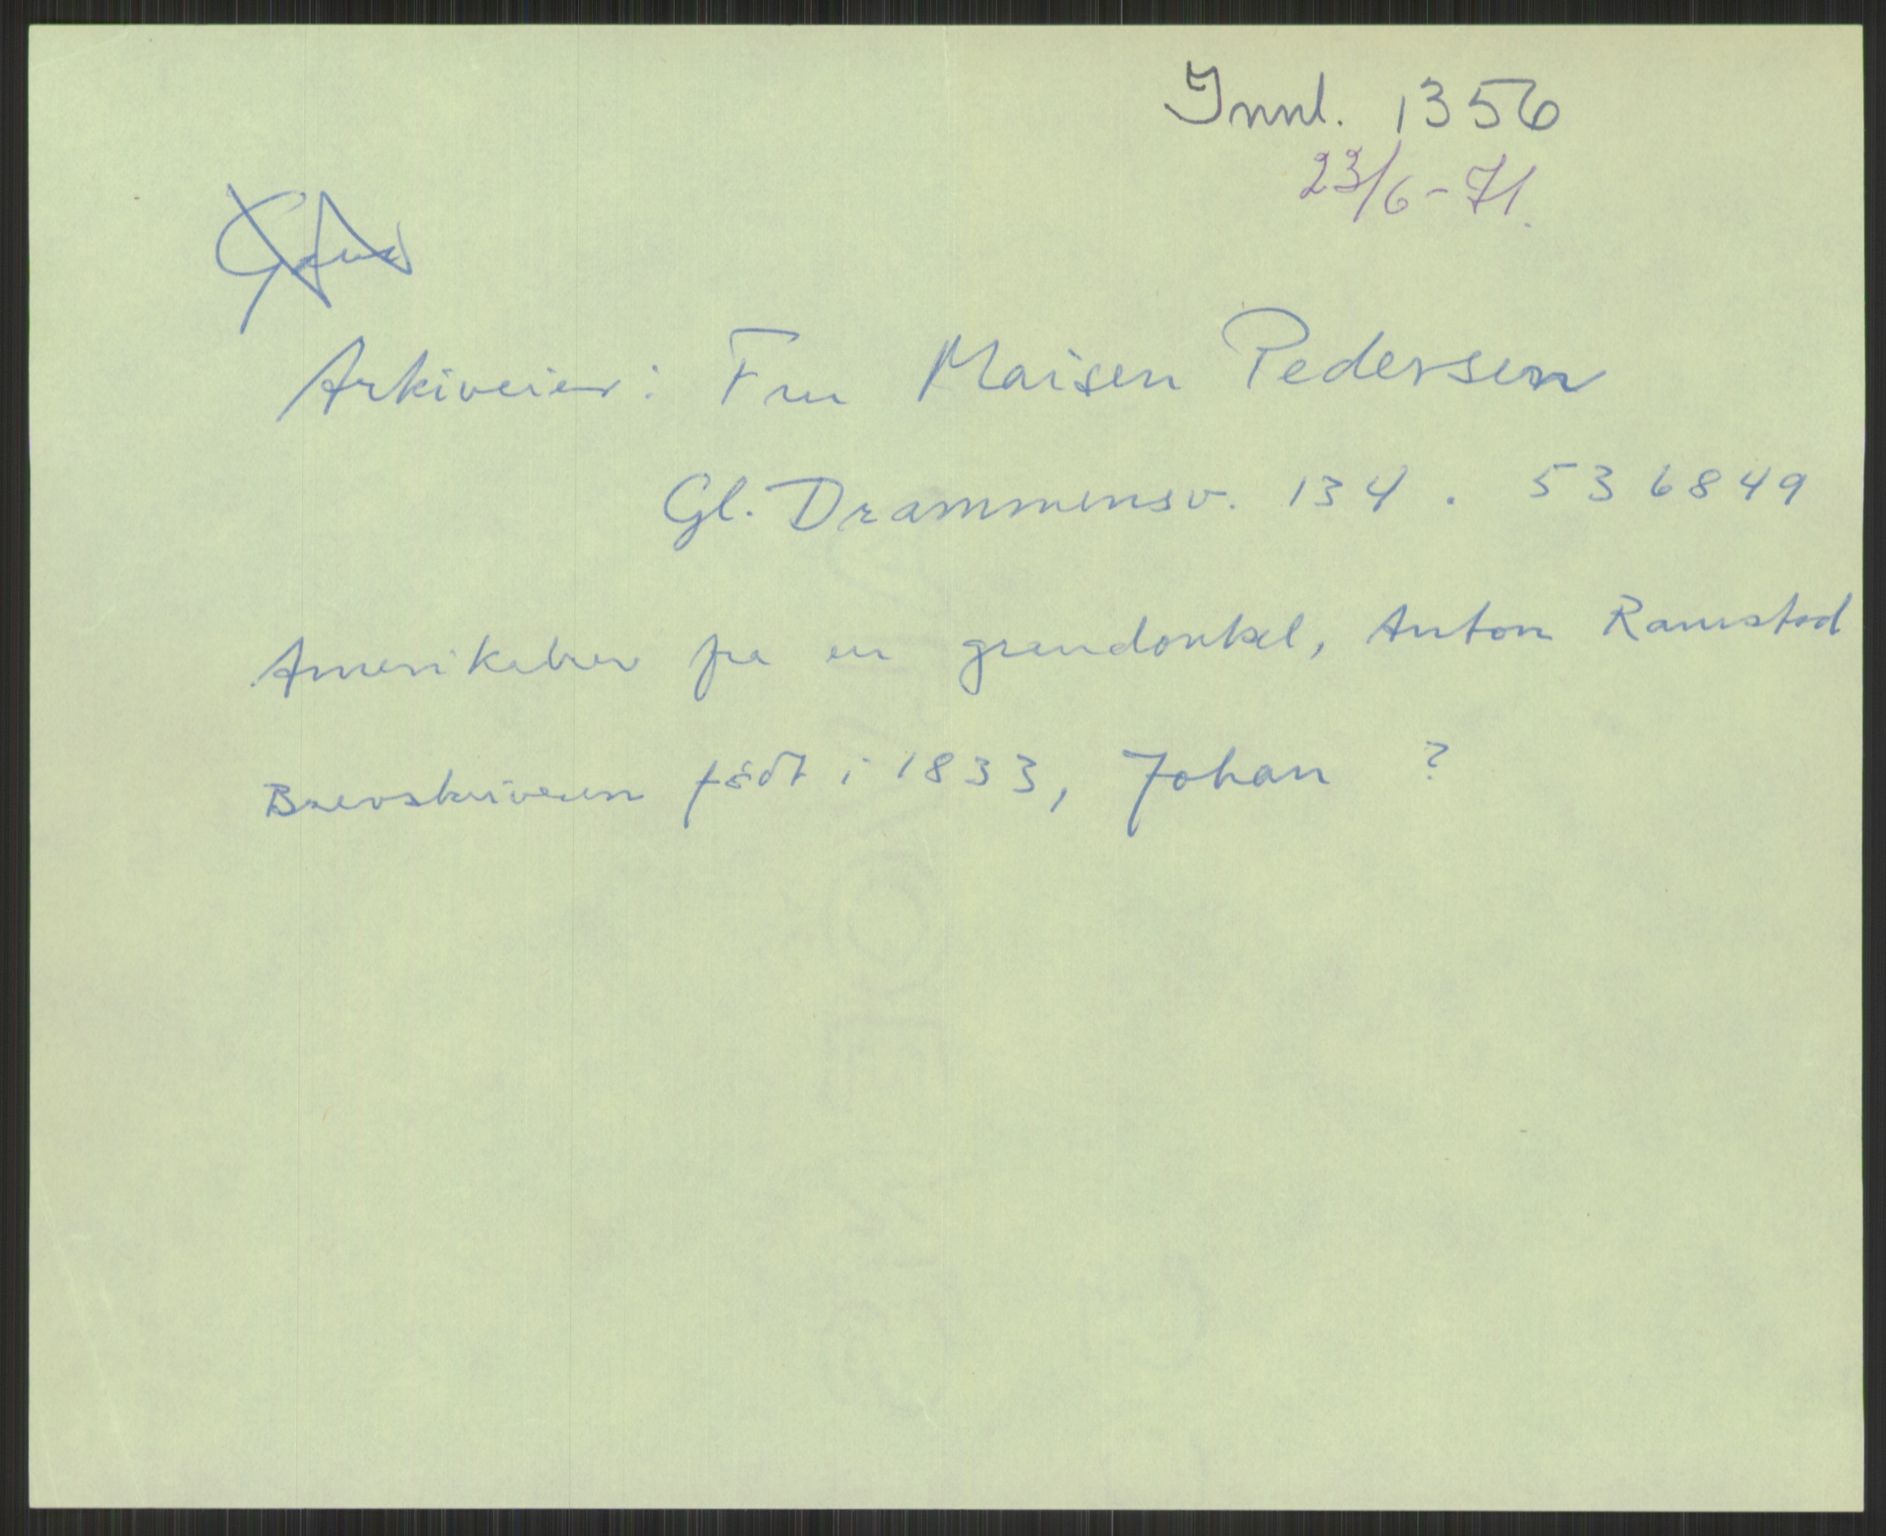 Innl. 1356
23/6-71.
Arkiveier: Fru Maisen Pedersen
Gl. Drammensv. 134. 536849
Amerikabrev fra en grandonkel, Anton Ramstad
Brevskriveren född i 1833, Johan ?